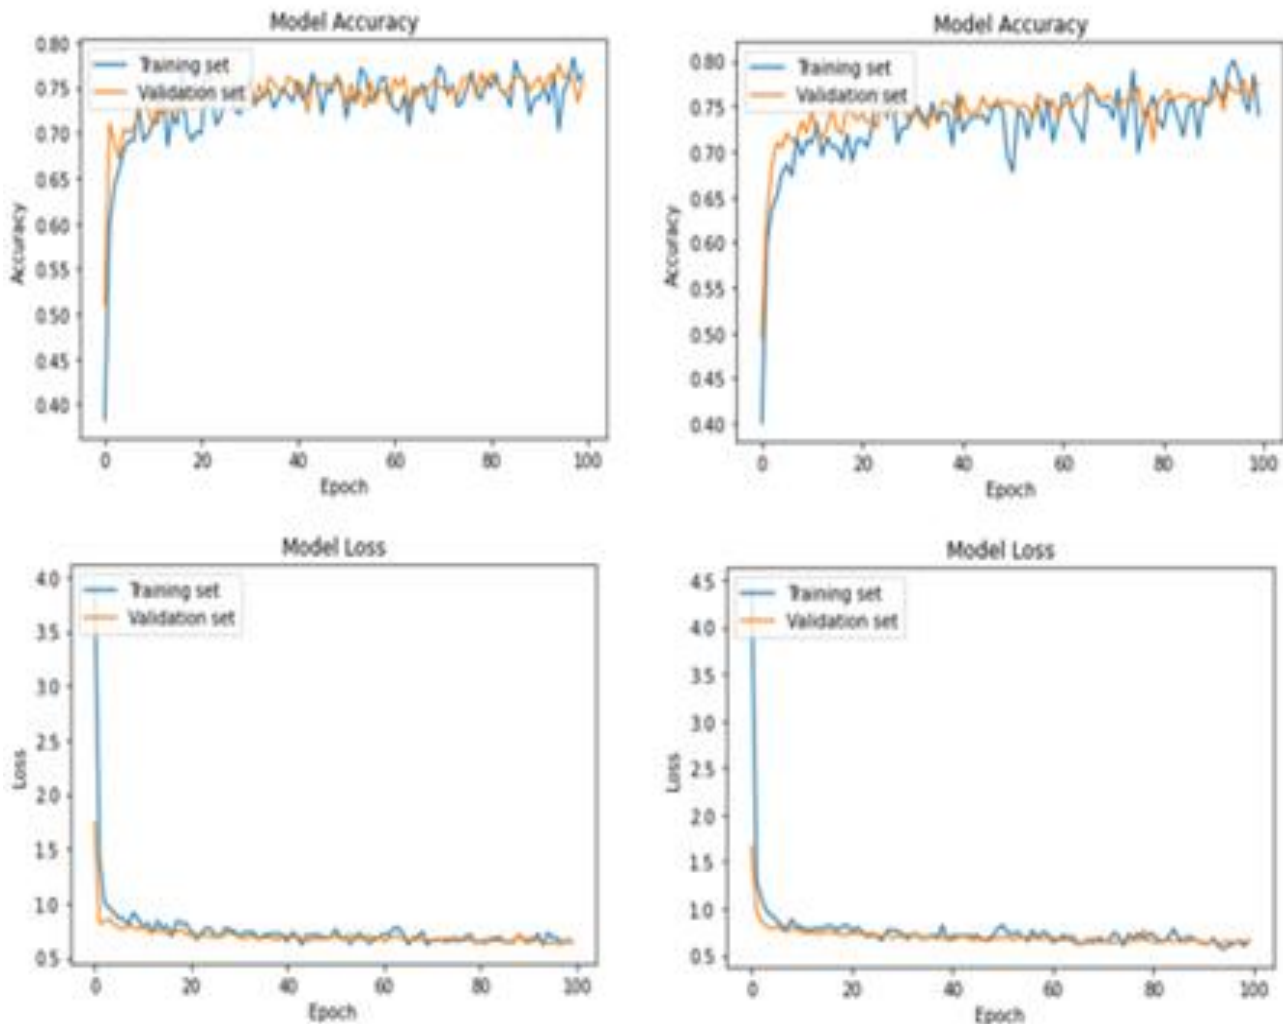 Model Accuracy
Training set
Validation set
0.80
0.75
0.70
0.65
0.60
0.55
0.50
0.45
0.40
Accuracy
0 20 40 60 80 100
Epoch
Model Accuracy
Training set
Validation set
0.80
0.75
0.70
0.65
0.60
0.55
0.50
0.45
0.40
Accuracy
0 20 40 60 80 100
Epoch
Model Loss
Training set
Validation set
4.0
3.5
3.0
2.5
2.0
1.5
1.0
0.5
Loss
0 20 40 60 80 100
Epoch
Model Loss
Training set
Validation set
4.5
4.0
3.5
3.0
2.5
2.0
1.5
1.0
0.5
Loss
0 20 40 60 80 100
Epoch